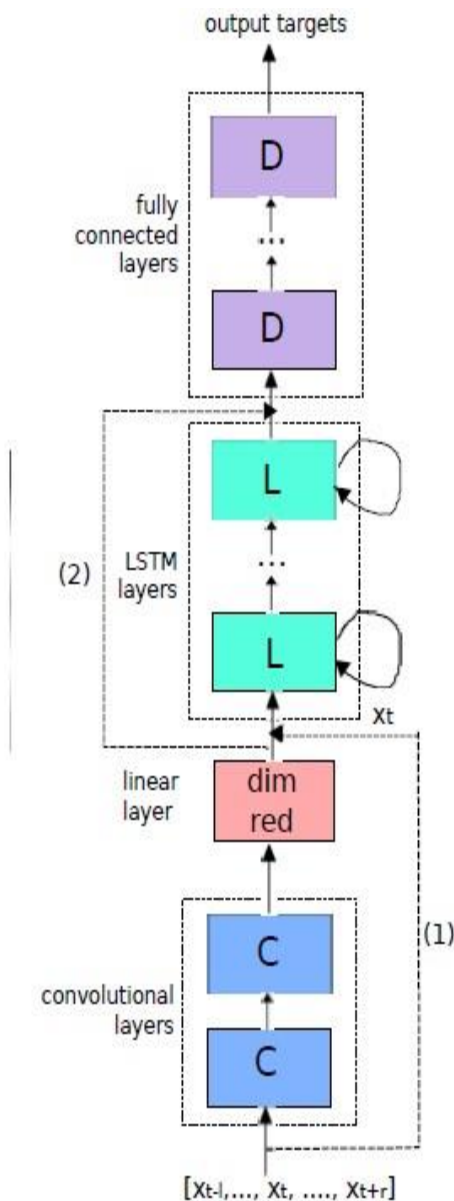 output targets
D
fully
connected
layers
...
D
L
(2)
LSTM
layers
...
L
xt
linear
layer
dim
red
(1)
C
convolutional
layers
C
[xt-l,..., xt, ...., xt+r]